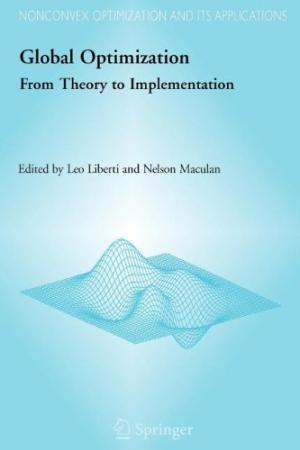 NONCONVEX OPTIMIZATION AND ITS APPLICATIONS
Global Optimization
From Theory to Implementation
Edited by Leo Liberti and Nelson Maculan
Springer